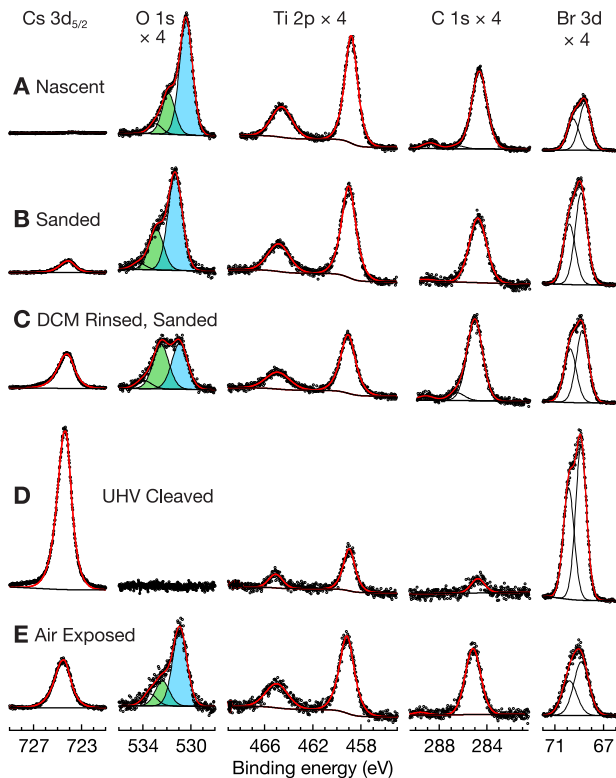 Cs 3d5/2 O 1s × 4 Ti 2p × 4 C 1s × 4 Br 3d × 4
A Nascent
B Sanded
C DCM Rinsed, Sanded
D UHV Cleaved
E Air Exposed
727 723 534 530 466 462 458 288 284 71 67
Binding energy (eV)